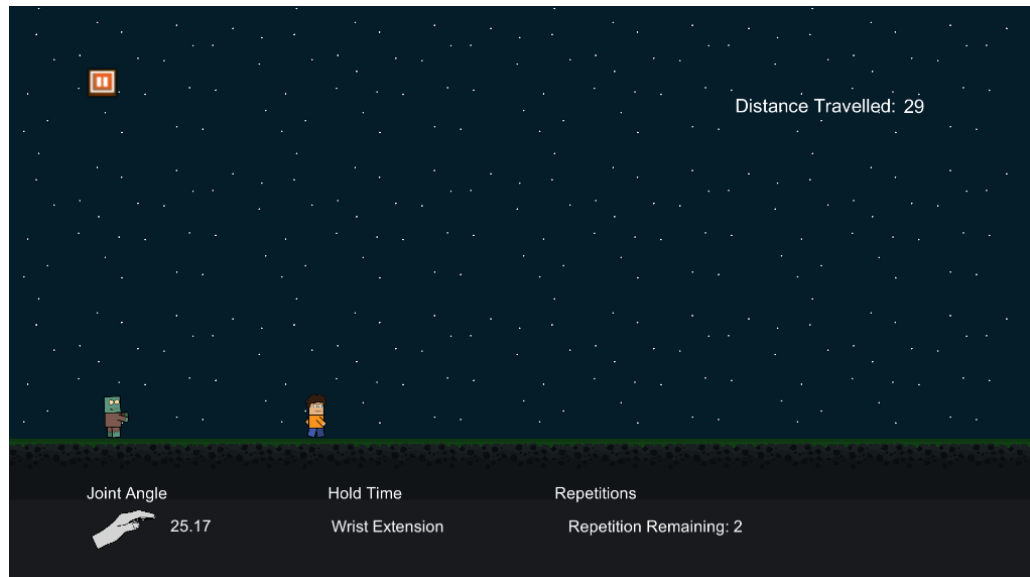 Distance Travelled: 29
Joint Angle
Hold Time
Repetitions
25.17
Wrist Extension
Repetition Remaining: 2